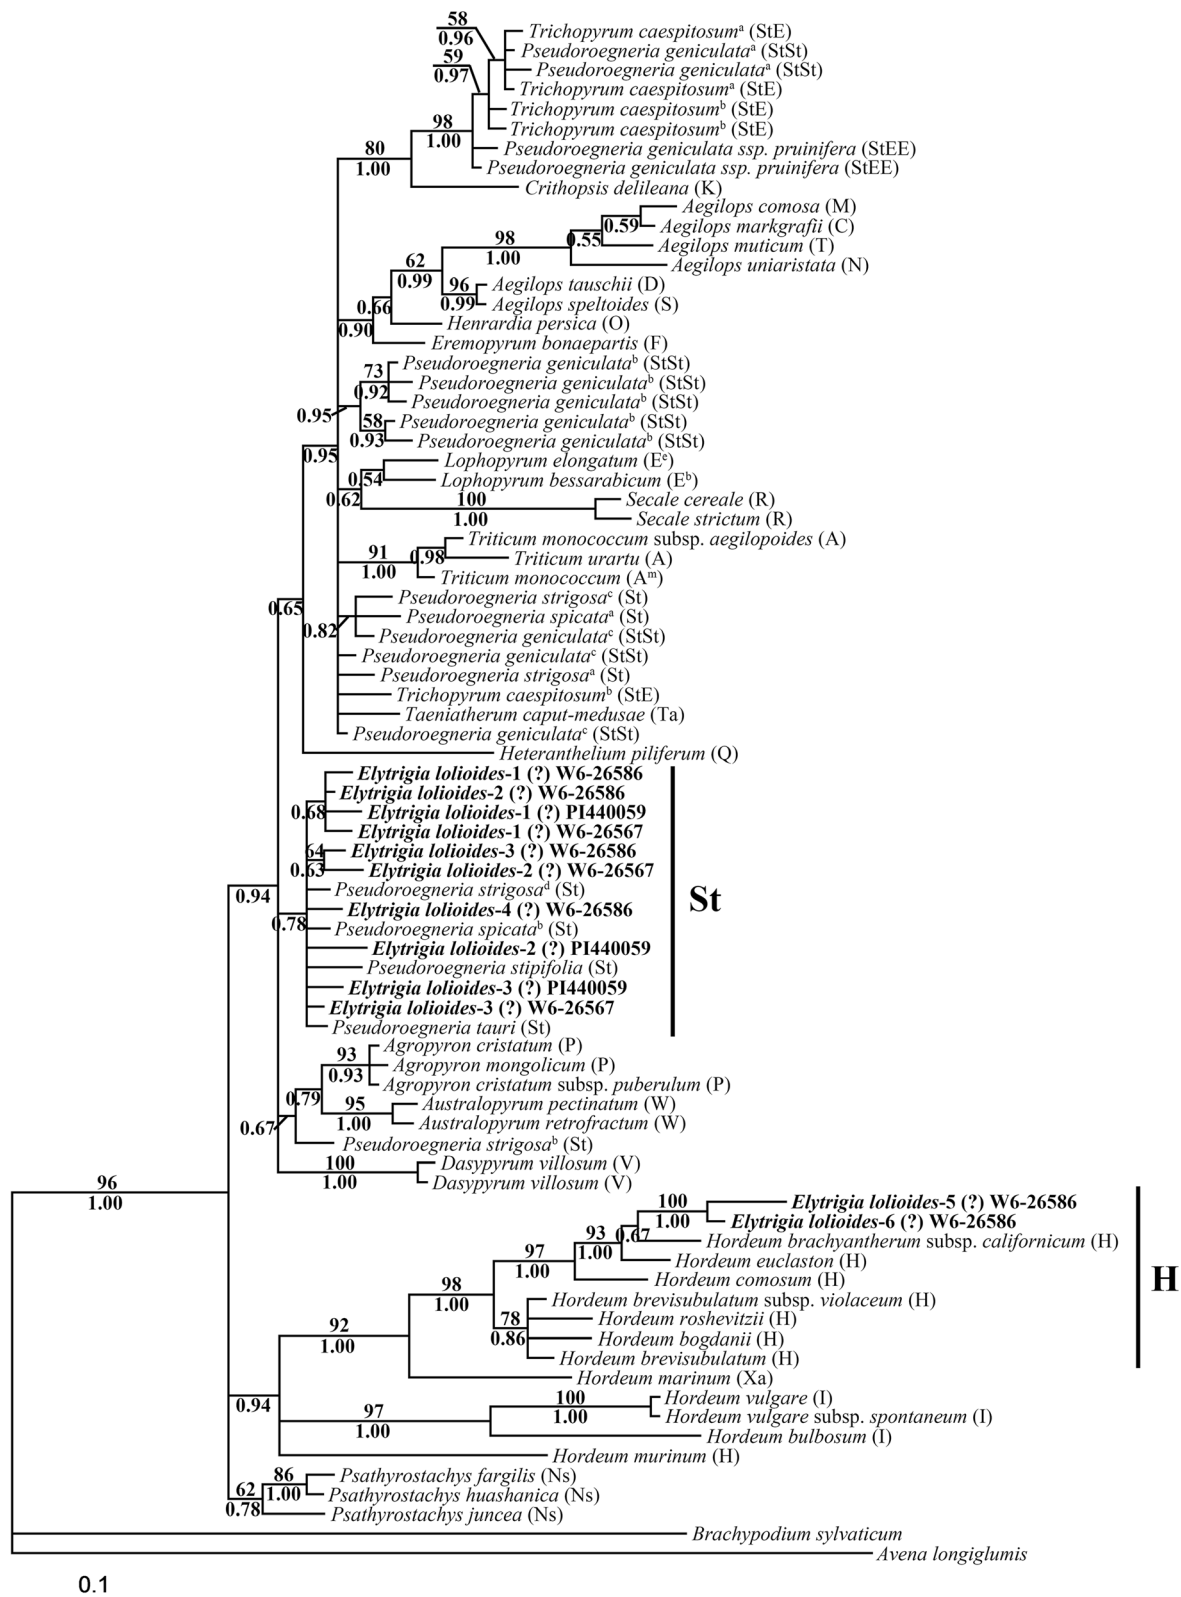 58
0.96
Trichopyrum caespitosumᵃ (StE)
Pseudoroegneria geniculataᵃ (StSt)
59
0.97
Pseudoroegneria geniculataᵃ (StSt)
Trichopyrum caespitosumᵃ (StE)
Trichopyrum caespitosumᵇ (StE)
98
1.00
Trichopyrum caespitosumᵇ (StE)
80
1.00
Pseudoroegneria geniculata ssp. pruinifera (StEE)
Pseudoroegneria geniculata ssp. pruinifera (StEE)
Crithopsis delileana (K)
Aegilops comosa (M)
0.59
Aegilops markgrafii (C)
98
1.00
0.55
Aegilops muticum (T)
Aegilops uniaristata (N)
62
0.99
96
0.99
Aegilops tauschii (D)
Aegilops speltoides (S)
0.66
Henrardia persica (O)
0.90
Eremopyrum bonaepartis (F)
Pseudoroegneria geniculataᵇ (StSt)
73
0.92
Pseudoroegneria geniculataᵇ (StSt)
Pseudoroegneria geniculataᵇ (StSt)
0.95
58
0.93
Pseudoroegneria geniculataᵇ (StSt)
Pseudoroegneria geniculataᵇ (StSt)
0.95
Lophopyrum elongatum (Eᵉ)
0.54
Lophopyrum bessarabicum (Eᵇ)
0.62
100
1.00
Secale cereale (R)
Secale strictum (R)
Triticum monococcum subsp. aegilopoides (A)
91
1.00
0.98
Triticum urartu (A)
Triticum monococcum (Aᵐ)
0.65
Pseudoroegneria strigosaᶜ (St)
Pseudoroegneria spicataᵃ (St)
0.82
Pseudoroegneria geniculataᶜ (StSt)
Pseudoroegneria geniculataᶜ (StSt)
Pseudoroegneria strigosaᵃ (St)
Trichopyrum caespitosumᵇ (StE)
Taeniatherum caput-medusae (Ta)
Pseudoroegneria geniculataᶜ (StSt)
Heteranthelium piliferum (Q)
Elytrigia lolioides-1 (?) W6-26586
Elytrigia lolioides-2 (?) W6-26586
0.68
Elytrigia lolioides-1 (?) PI440059
Elytrigia lolioides-1 (?) W6-26567
64
0.63
Elytrigia lolioides-3 (?) W6-26586
Elytrigia lolioides-2 (?) W6-26567
0.94
Pseudoroegneria strigosaᵈ (St)
St
Elytrigia lolioides-4 (?) W6-26586
0.78
Pseudoroegneria spicataᵇ (St)
Elytrigia lolioides-2 (?) PI440059
Pseudoroegneria stipifolia (St)
Elytrigia lolioides-3 (?) PI440059
Elytrigia lolioides-3 (?) W6-26567
Pseudoroegneria tauri (St)
Agropyron cristatum (P)
93
0.93
Agropyron mongolicum (P)
Agropyron cristatum subsp. puberulum (P)
0.79
95
1.00
Australopyrum pectinatum (W)
Australopyrum retrofractum (W)
0.67
Pseudoroegneria strigosaᵇ (St)
100
1.00
Dasypyrum villosum (V)
Dasypyrum villosum (V)
96
1.00
100
1.00
Elytrigia lolioides-5 (?) W6-26586
Elytrigia lolioides-6 (?) W6-26586
93
1.00
0.67
Hordeum brachyantherum subsp. californicum (H)
97
1.00
Hordeum euclaston (H)
Hordeum comosum (H)
H
98
1.00
Hordeum brevisubulatum subsp. violaceum (H)
78
0.86
Hordeum roshevitzii (H)
92
1.00
Hordeum bogdanii (H)
Hordeum brevisubulatum (H)
Hordeum marinum (Xa)
0.94
100
1.00
Hordeum vulgare (I)
97
1.00
Hordeum vulgare subsp. spontaneum (I)
Hordeum bulbosum (I)
Hordeum murinum (H)
86
1.00
Psathyrostachys fargilis (Ns)
62
0.78
Psathyrostachys huashanica (Ns)
Psathyrostachys juncea (Ns)
Brachypodium sylvaticum
Avena longiglumis
0.1